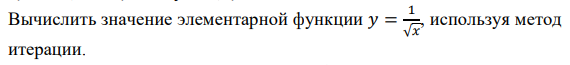 Вычислить значение элементарной функции y = 1/√x, используя метод
итерации.